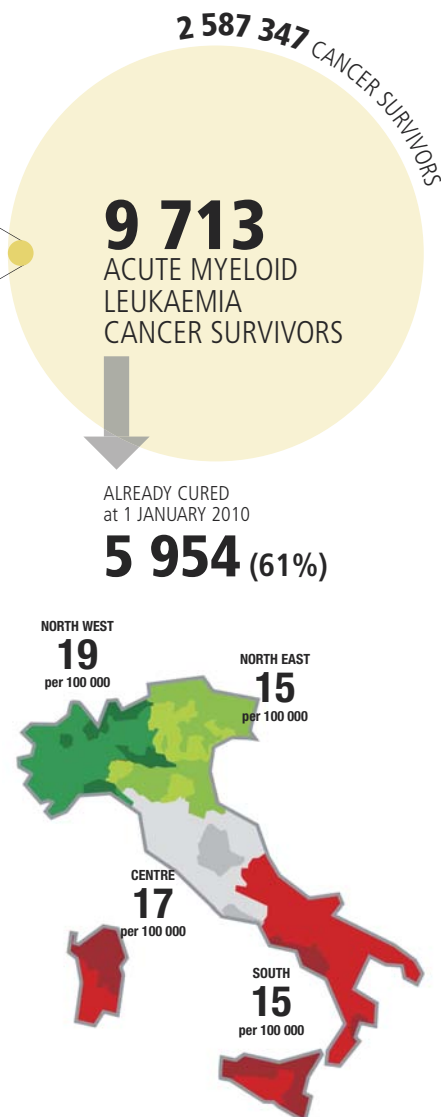 2 587 347 CANCER SURVIVORS
9 713
ACUTE MYELOID
LEUKAEMIA
CANCER SURVIVORS
ALREADY CURED
at 1 JANUARY 2010
5 954 (61%)
NORTH WEST
19
per 100 000
NORTH EAST
15
per 100 000
CENTRE
17
per 100 000
SOUTH
15
per 100 000